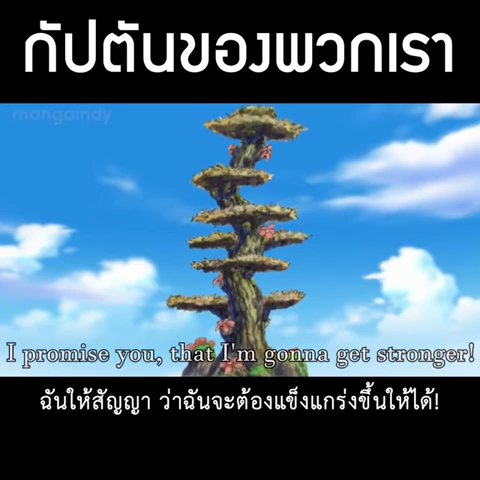 กัปตันของพวกเรา
mangaindy
I promise you, that I'm gonna get stronger!
ฉันให้สัญญา ว่าฉันจะต้องแข็งแกร่งขึ้นให้ได้!